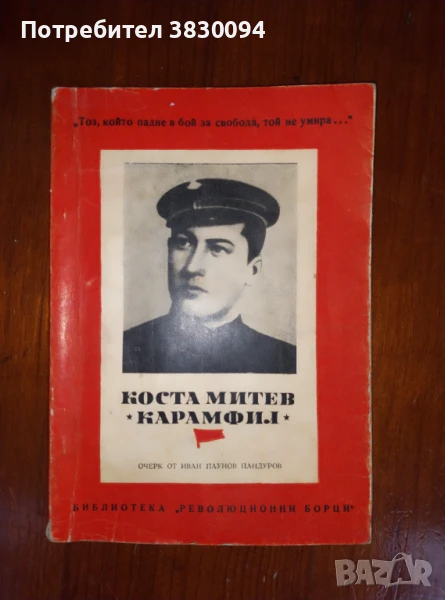 Потребител 3830094
„Тоз, който падне в бой за свобода, той не умира...“
КОСТА МИТЕВ
* КАРАМФИЛ *
ОЧЕРК ОТ ИВАН ПАУНОВ ПАНДУРОВ
БИБЛИОТЕКА „РЕВОЛЮЦИОННИ БОРЦИ“
BAZAR